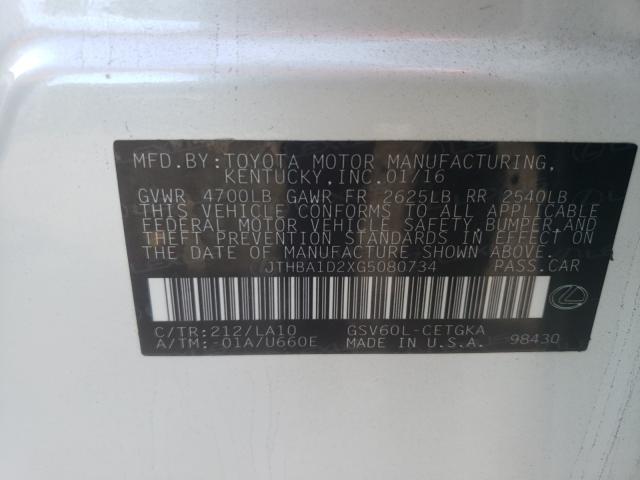 MFD.BY:TOYOTA MOTOR MANUFACTURING,
KENTUCKY,INC.01/16
GVWR 4700LB GAWR FR 2625LB RR 2540LB
THIS VEHICLE CONFORMS TO ALL APPLICABLE
FEDERAL MOTOR VEHICLE SAFETY,BUMPER,AND
THEFT PREVENTION STANDARDS IN EFFECT ON
THE DATE OF MANUFACTURE SHOWN ABOVE.
JTHBA1D2XG5080734 PASS.CAR
C/TR:212/LA10 GSV60L-CETGKA
A/TM:-01A/U660E MADE IN U.S.A. 98430